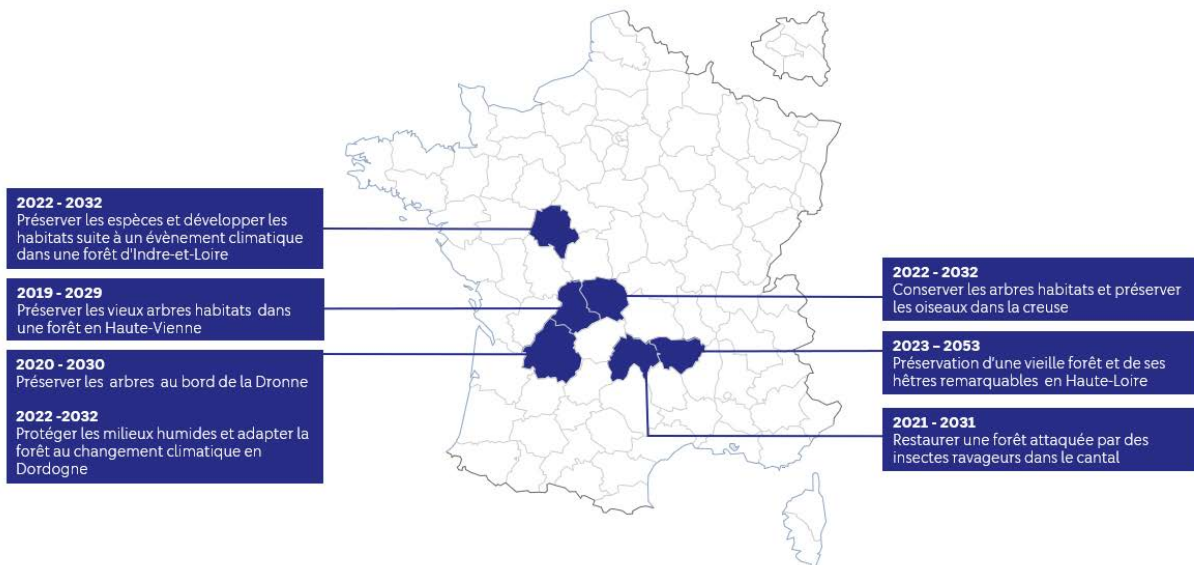 2022 - 2032
Préserver les espèces et développer les
habitats suite à un évènement climatique
dans une forêt d'Indre-et-Loire
2019 - 2029
Préserver les vieux arbres habitats dans
une forêt en Haute-Vienne
2020 - 2030
Préserver les arbres au bord de la Dronne
2022 -2032
Protéger les milieux humides et adapter la
forêt au changement climatique en
Dordogne
2022 - 2032
Conserver les arbres habitats et préserver
les oiseaux dans la creuse
2023 – 2053
Préservation d'une vieille forêt et de ses
hêtres remarquables en Haute-Loire
2021 - 2031
Restaurer une forêt attaquée par des
insectes ravageurs dans le cantal